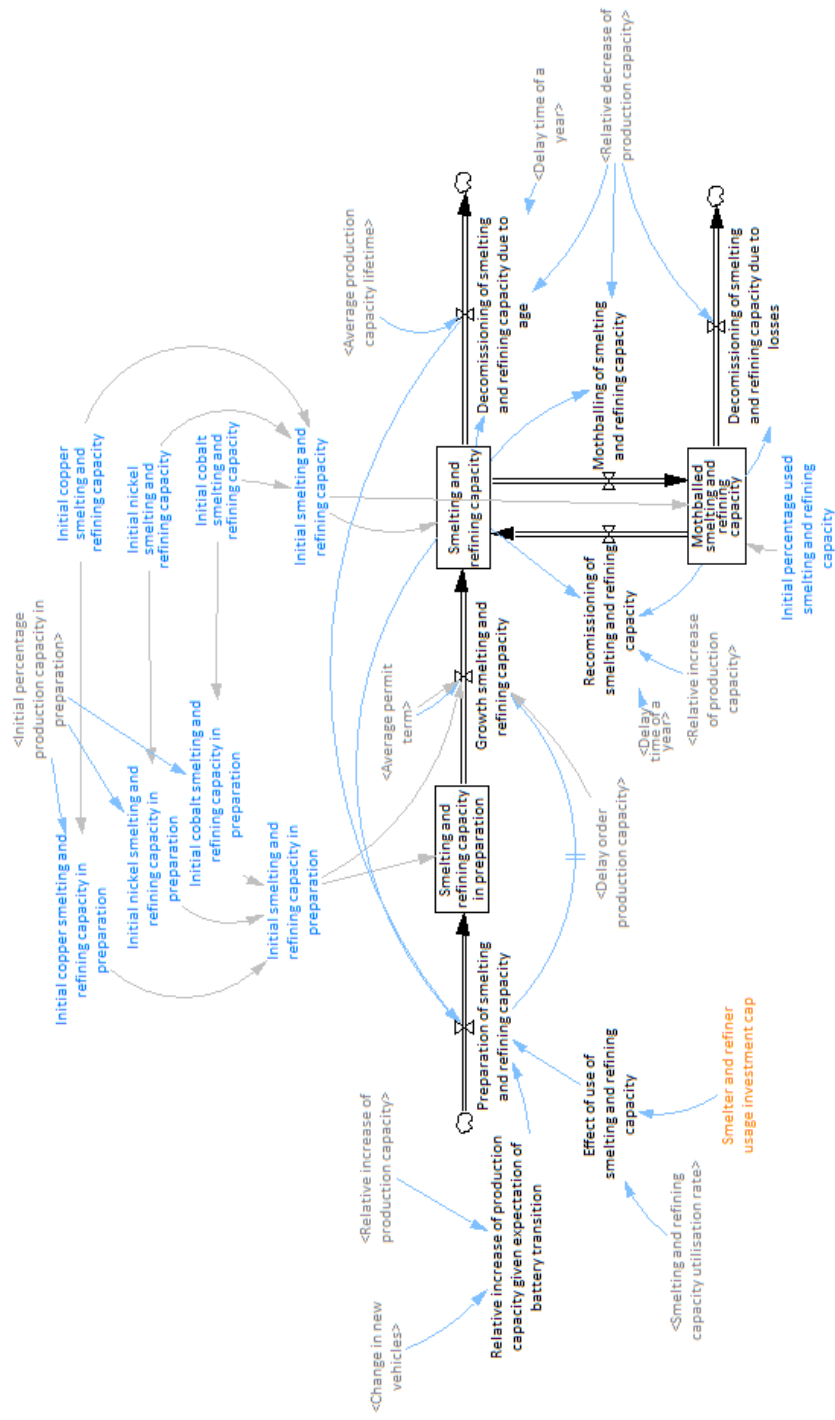 <Initial percentage
production capacity in
preparation>
Initial copper
smelting and
refining capacity
Initial copper smelting and
refining capacity in
preparation
Initial nickel
smelting and
refining capacity
Initial nickel smelting and
refining capacity in
preparation
Initial cobalt
smelting and
refining capacity
Initial cobalt smelting and
refining capacity in
preparation
Initial smelting and
refining capacity in
preparation
Initial smelting and
refining capacity
<Change in new
vehicles>
<Relative increase of
production capacity>
<Average permit
term>
<Average production
capacity lifetime>
Relative increase of production
capacity given expectation of
battery transition
Preparation of smelting
and refining capacity
Smelting and
refining capacity
in preparation
Growth smelting and
refining capacity
Smelting and
refining capacity
Decomissioning of smelting
and refining capacity due to
age
<Delay time of a
year>
<Smelting and refining
capacity utilisation rate>
Effect of use of
smelting and refining
capacity
Smelter and refiner
usage investment cap
<Delay order
production capacity>
Recomissioning of
smelting and refining
capacity
<Delay
time of a
year>
<Relative increase
of production
capacity>
Mothballing of smelting
and refining capacity
<Relative decrease of
production capacity>
Mothballed
smelting and
refining
capacity
Decomissioning of smelting
and refining capacity due to
losses
Initial percentage used
smelting and refining
capacity